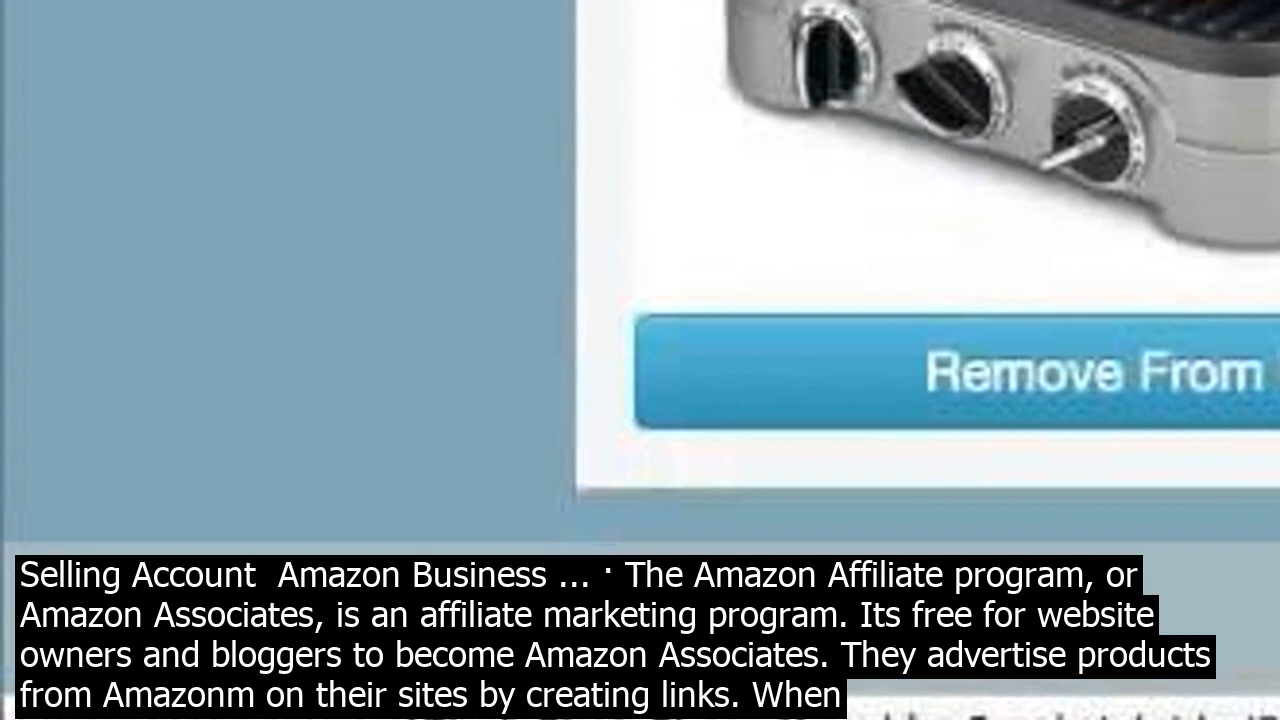 Remove From
Selling Account  Amazon Business ... · The Amazon Affiliate program, or
Amazon Associates, is an affiliate marketing program. Its free for website
owners and bloggers to become Amazon Associates. They advertise products
from Amazonm on their sites by creating links. When